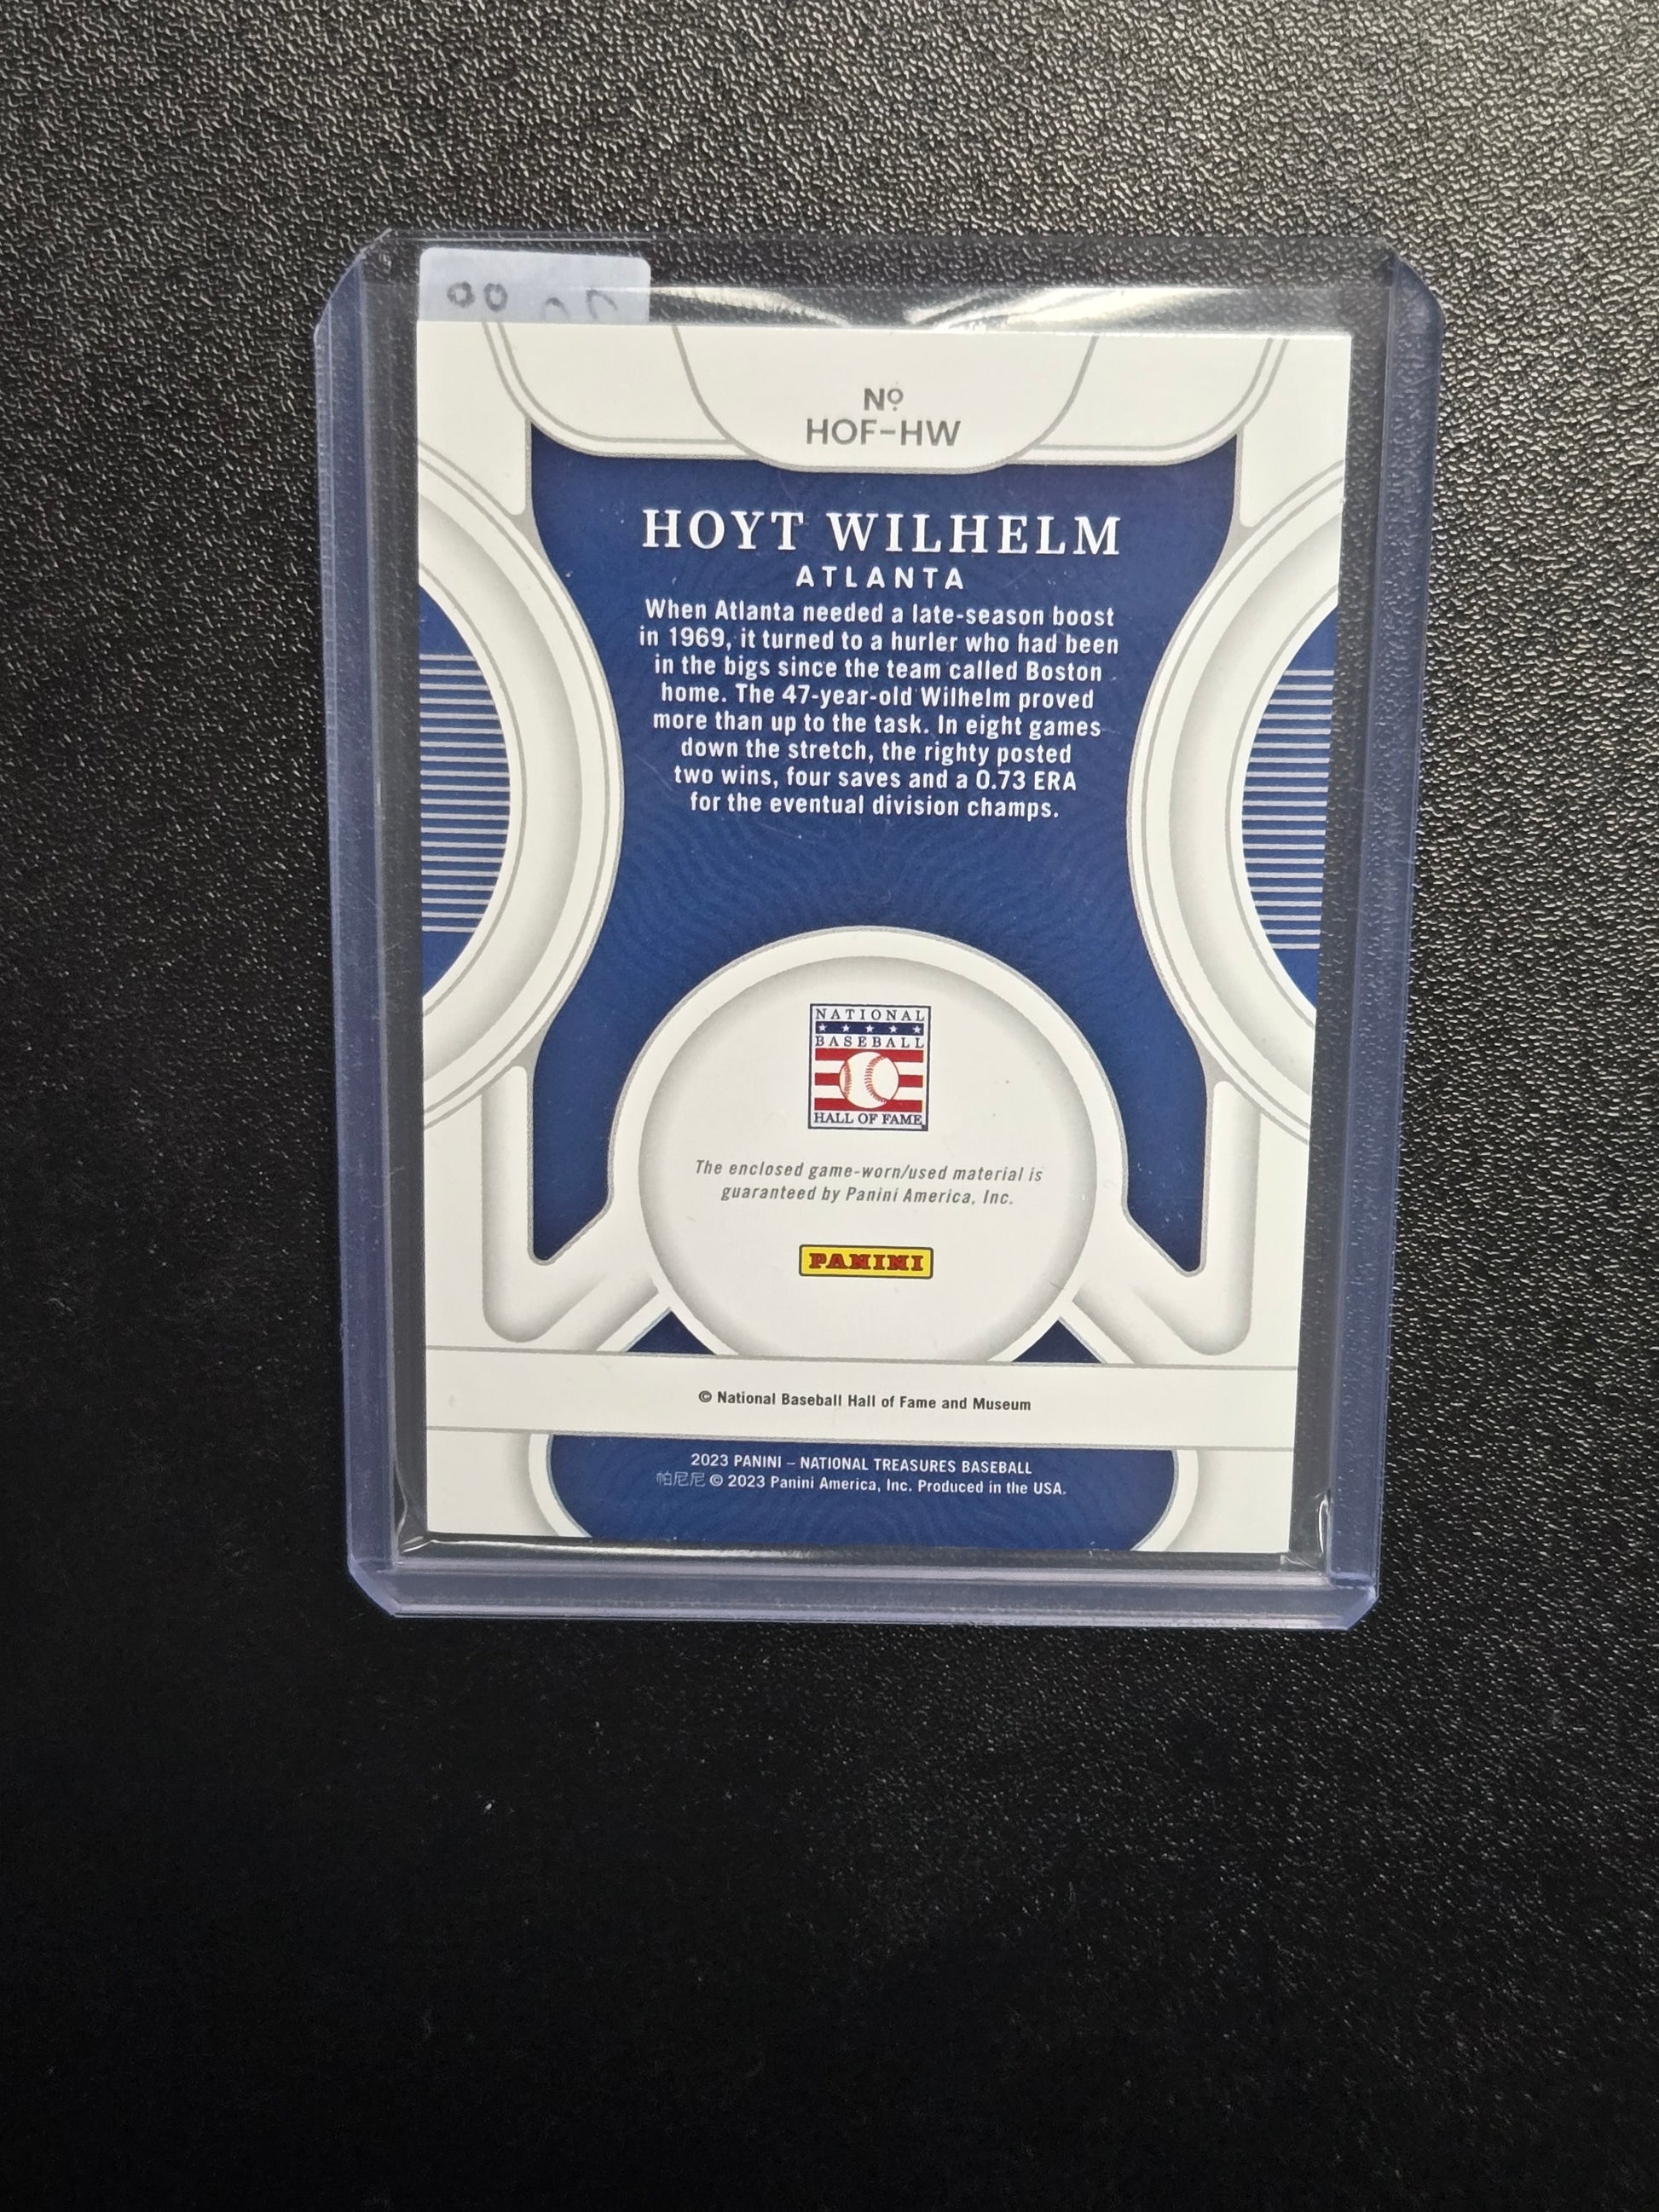 Nº
HOF-HW
HOYT WILHELM
ATLANTA
When Atlanta needed a late-season boost
in 1969, it turned to a hurler who had been
in the bigs since the team called Boston
home. The 47-year-old Wilhelm proved
more than up to the task. In eight games
down the stretch, the righty posted
two wins, four saves and a 0.73 ERA
for the eventual division champs.
NATIONAL
BASEBALL
HALL OF FAME
The enclosed game-worn/used material is
guaranteed by Panini America, Inc.
PANINI
© National Baseball Hall of Fame and Museum
2023 PANINI – NATIONAL TREASURES BASEBALL
帕尼尼 © 2023 Panini America, Inc. Produced in the USA.